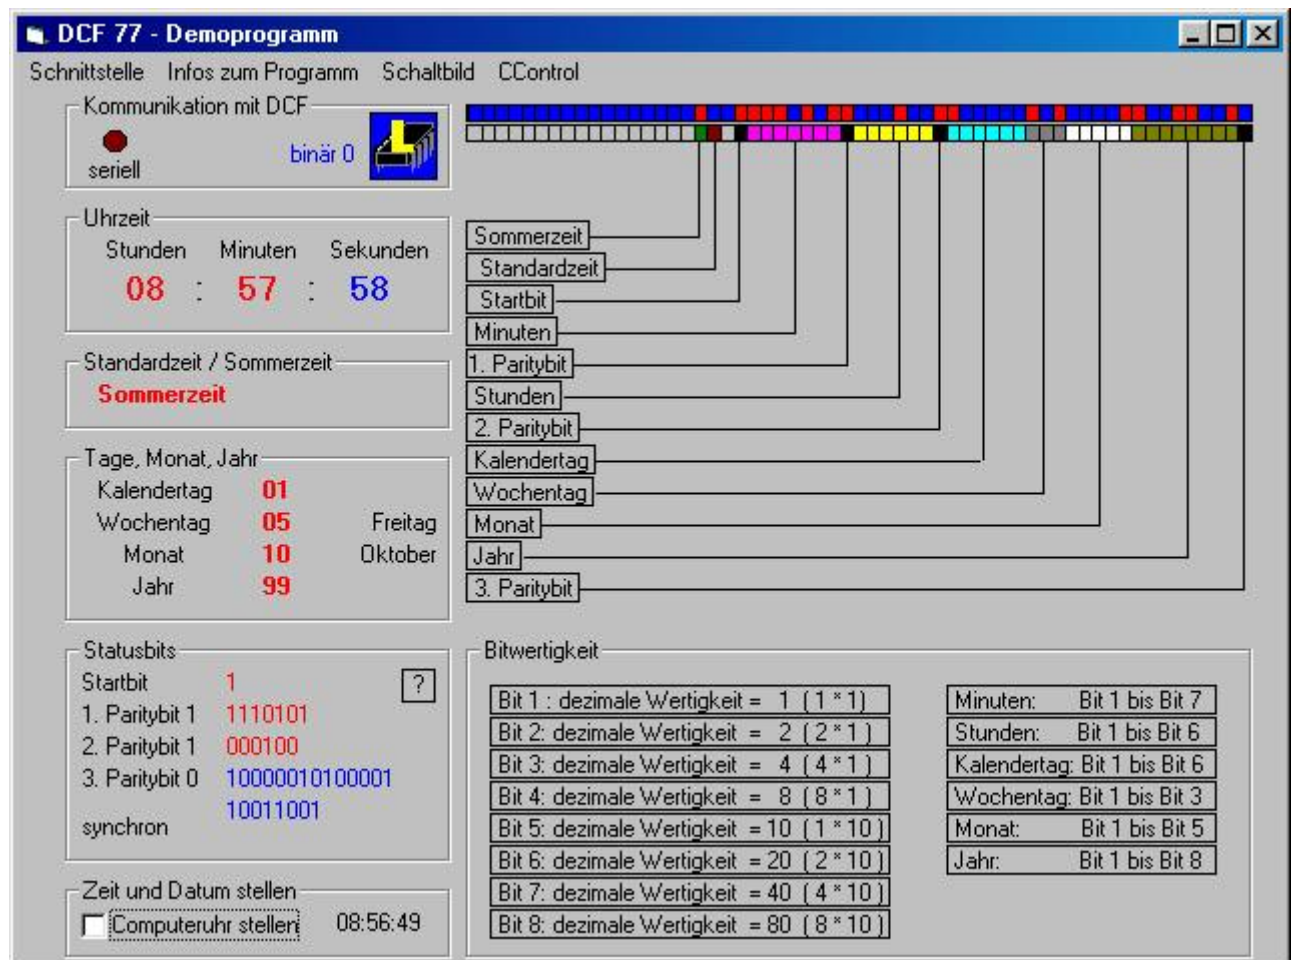 DCF 77 - Demoprogramm
Schnittstelle Infos zum Programm Schaltbild CControl
Kommunikation mit DCF
seriell
binär 0
Uhrzeit
Stunden Minuten Sekunden
08 : 57 : 58
Standardzeit / Sommerzeit
Sommerzeit
Tage, Monat, Jahr
Kalendertag 01
Wochentag 05 Freitag
Monat 10 Oktober
Jahr 99
Statusbits
Startbit 1 ?
1. Paritybit 1 1110101
2. Paritybit 1 000100
3. Paritybit 0 10000010100001
10011001
synchron
Zeit und Datum stellen
Computeruhr stellen 08:56:49
Sommerzeit
Standardzeit
Startbit
Minuten
1. Paritybit
Stunden
2. Paritybit
Kalendertag
Wochentag
Monat
Jahr
3. Paritybit
Bitwertigkeit
Bit 1 : dezimale Wertigkeit = 1 ( 1 * 1)
Bit 2: dezimale Wertigkeit = 2 ( 2 * 1 )
Bit 3: dezimale Wertigkeit = 4 ( 4 * 1 )
Bit 4: dezimale Wertigkeit = 8 ( 8 * 1 )
Bit 5: dezimale Wertigkeit = 10 ( 1 * 10 )
Bit 6: dezimale Wertigkeit = 20 ( 2 * 10 )
Bit 7: dezimale Wertigkeit = 40 ( 4 * 10 )
Bit 8: dezimale Wertigkeit = 80 ( 8 * 10 )
Minuten: Bit 1 bis Bit 7
Stunden: Bit 1 bis Bit 6
Kalendertag: Bit 1 bis Bit 6
Wochentag: Bit 1 bis Bit 3
Monat: Bit 1 bis Bit 5
Jahr: Bit 1 bis Bit 8